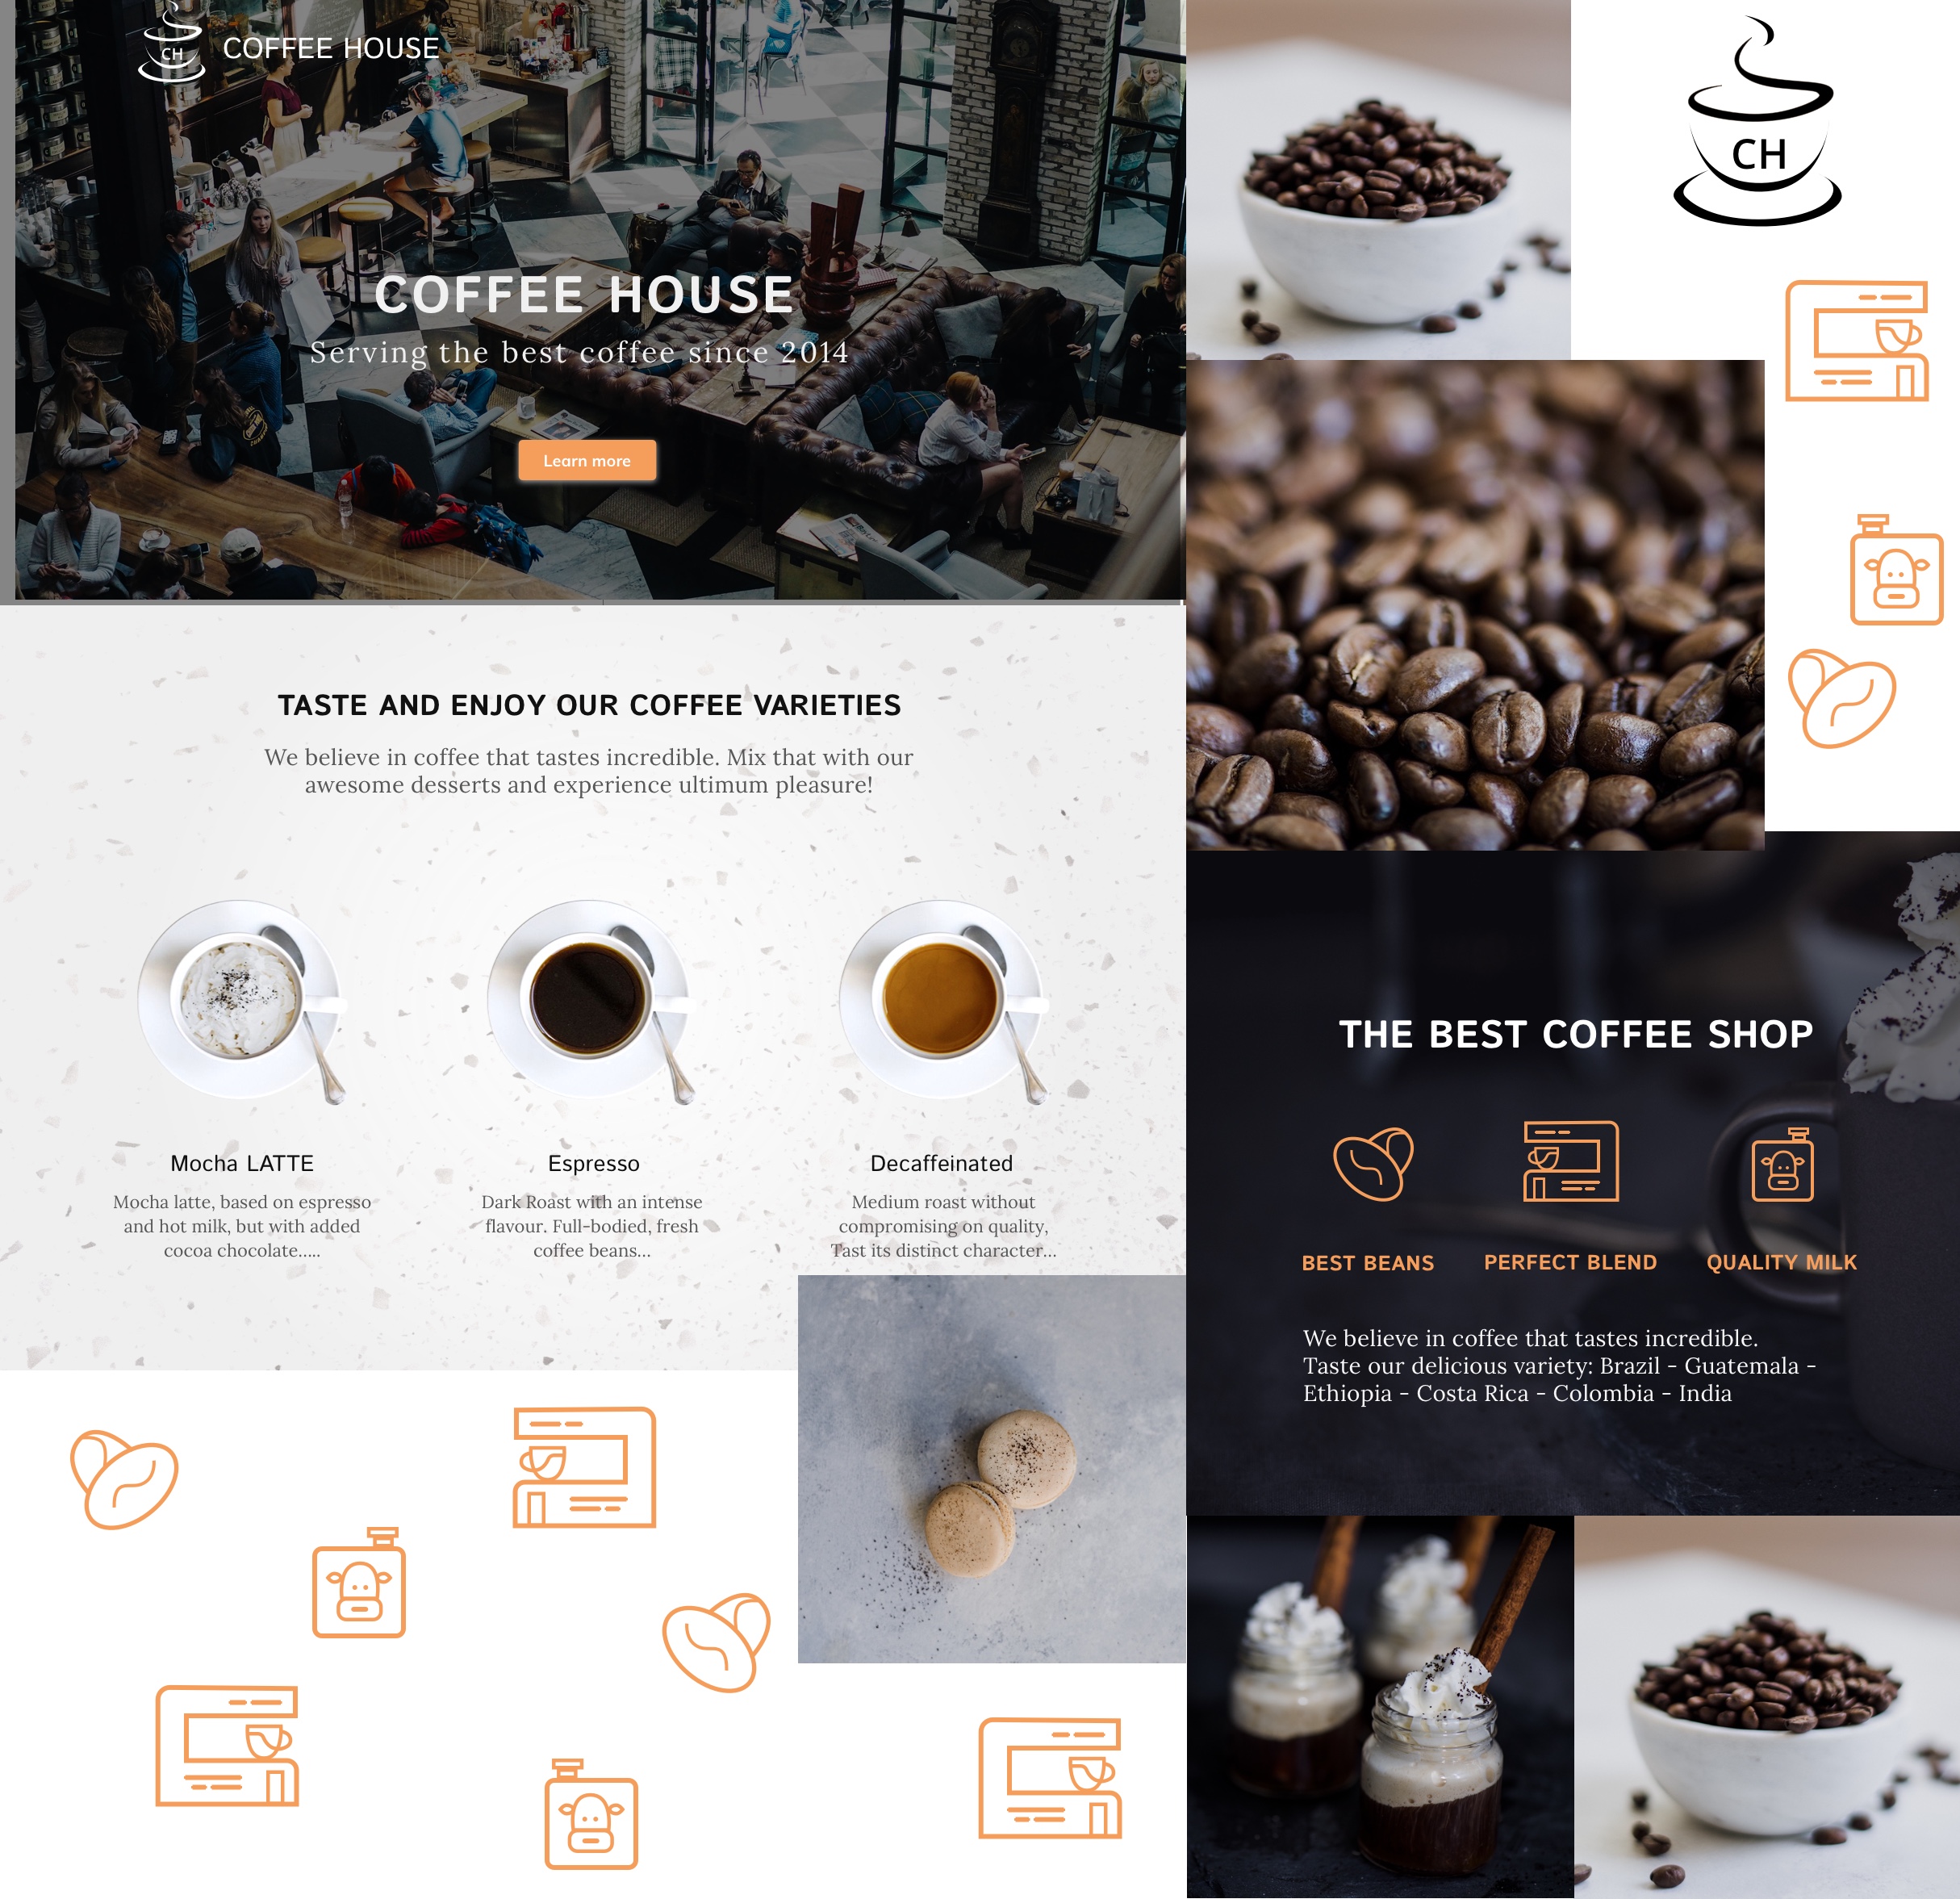 CH
COFFEE HOUSE
COFFEE HOUSE
Serving the best coffee since 2014
Learn more
CH
TASTE AND ENJOY OUR COFFEE VARIETIES
We believe in coffee that tastes incredible. Mix that with our
awesome desserts and experience ultimum pleasure!
Mocha LATTE
Mocha latte, based on espresso
and hot milk, but with added
cocoa chocolate.....
Espresso
Dark Roast with an intense
flavour. Full-bodied, fresh
coffee beans...
Decaffeinated
Medium roast without
compromising on quality,
Tast its distinct character...
THE BEST COFFEE SHOP
BEST BEANS
PERFECT BLEND
QUALITY MILK
We believe in coffee that tastes incredible.
Taste our delicious variety: Brazil - Guatemala -
Ethiopia - Costa Rica - Colombia - India